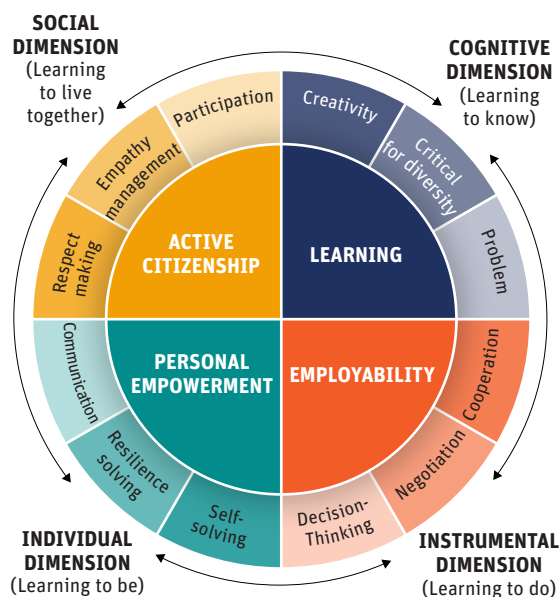 SOCIAL
DIMENSION
(Learning
to live
together)
COGNITIVE
DIMENSION
(Learning
to know)
Participation
Creativity
Empathy
management
Critical
for diversity
Respect
making
Problem
ACTIVE
CITIZENSHIP
LEARNING
PERSONAL
EMPOWERMENT
EMPLOYABILITY
Communication
Cooperation
Resilience
solving
Negotiation
Self-
solving
Decision-
Thinking
INDIVIDUAL
DIMENSION
(Learning to be)
INSTRUMENTAL
DIMENSION
(Learning to do)